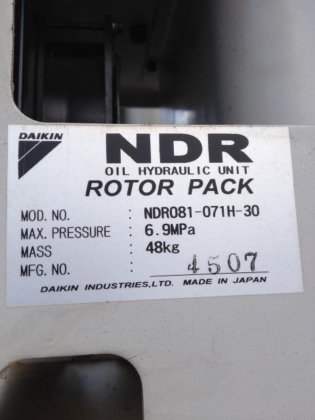 DAIKIN
NDR
OIL HYDRAULIC UNIT
ROTOR PACK
MOD. NO. : NDR081-071H-30
MAX. PRESSURE : 6.9MPa
MASS : 48kg
MFG. NO. : 4507
DAIKIN INDUSTRIES,LTD. MADE IN JAPAN